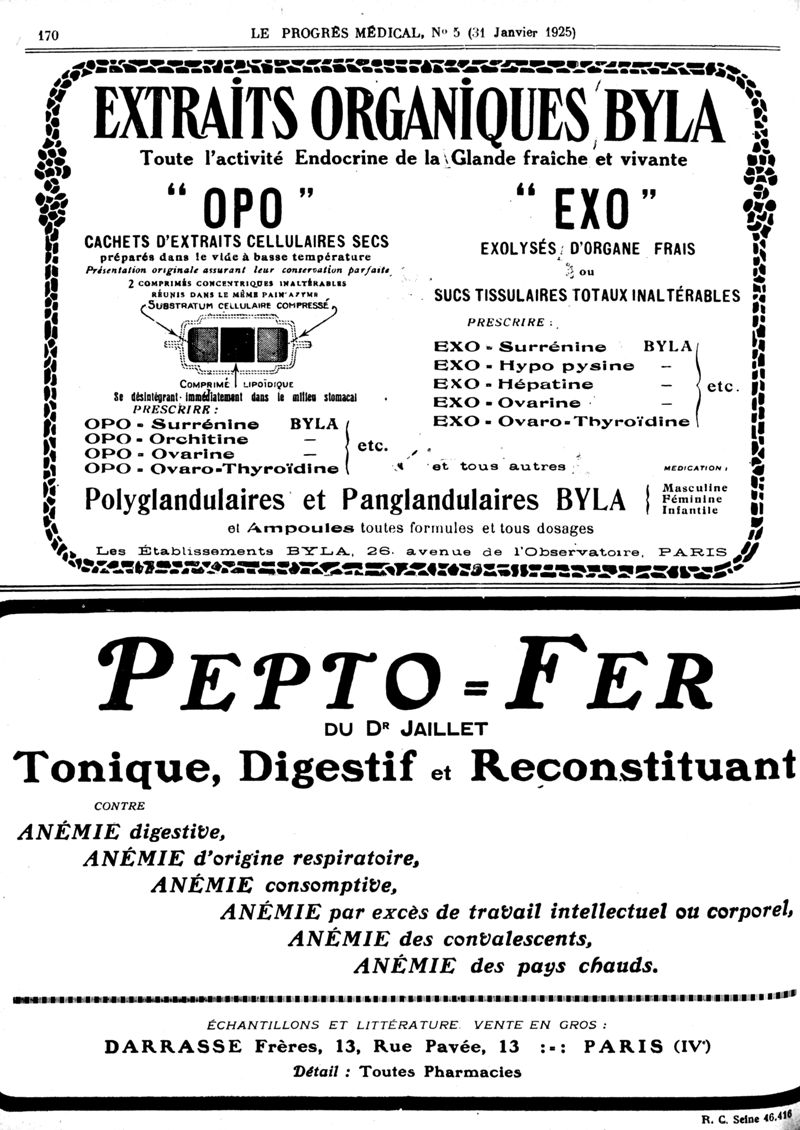 170
LE PROGRÈS MÉDICAL, No 5 (31 Janvier 1925)
EXTRAITS ORGANIQUES BYLA
Toute l'activité Endocrine de la Glande fraîche et vivante
“ OPO ”
CACHETS D'EXTRAITS CELLULAIRES SECS
préparés dans le vide à basse température
Présentation originale assurant leur conservation parfaite
2 COMPRIMÉS CONCENTRIQUES INALTÉRABLES
RÉUNIS DANS LE MÊME PAIN AZYME
SUBSTRATUM CELLULAIRE COMPRESSÉ
COMPRIMÉ LIPOÏDIQUE
Se désintégrant immédiatement dans le milieu stomacal
PRESCRIRE :
OPO - Surrénine BYLA
OPO - Orchitine —
OPO - Ovarine —
OPO - Ovaro-Thyroïdine
etc.
“ EXO ”
EXOLYSÉS D'ORGANE FRAIS
ou
SUCS TISSULAIRES TOTAUX INALTÉRABLES
PRESCRIRE :
EXO - Surrénine BYLA
EXO - Hypo pysine —
EXO - Hépatine —
EXO - Ovarine —
EXO - Ovaro-Thyroïdine
etc.
et tous autres
MEDICATION :
Polyglandulaires et Panglandulaires BYLA
Masculine
Féminine
Infantile
et Ampoules toutes formules et tous dosages
Les Établissements BYLA, 26. avenue de l'Observatoire, PARIS
PEPTO=FER
DU DR JAILLET
Tonique, Digestif et Reconstituant
CONTRE
ANÉMIE digestive,
ANÉMIE d'origine respiratoire,
ANÉMIE consomptive,
ANÉMIE par excès de travail intellectuel ou corporel,
ANÉMIE des convalescents,
ANÉMIE des pays chauds.
ÉCHANTILLONS ET LITTÉRATURE. VENTE EN GROS :
DARRASSE Frères, 13, Rue Pavée, 13 :-: PARIS (IVe)
Détail : Toutes Pharmacies
R. C. Seine 46.416